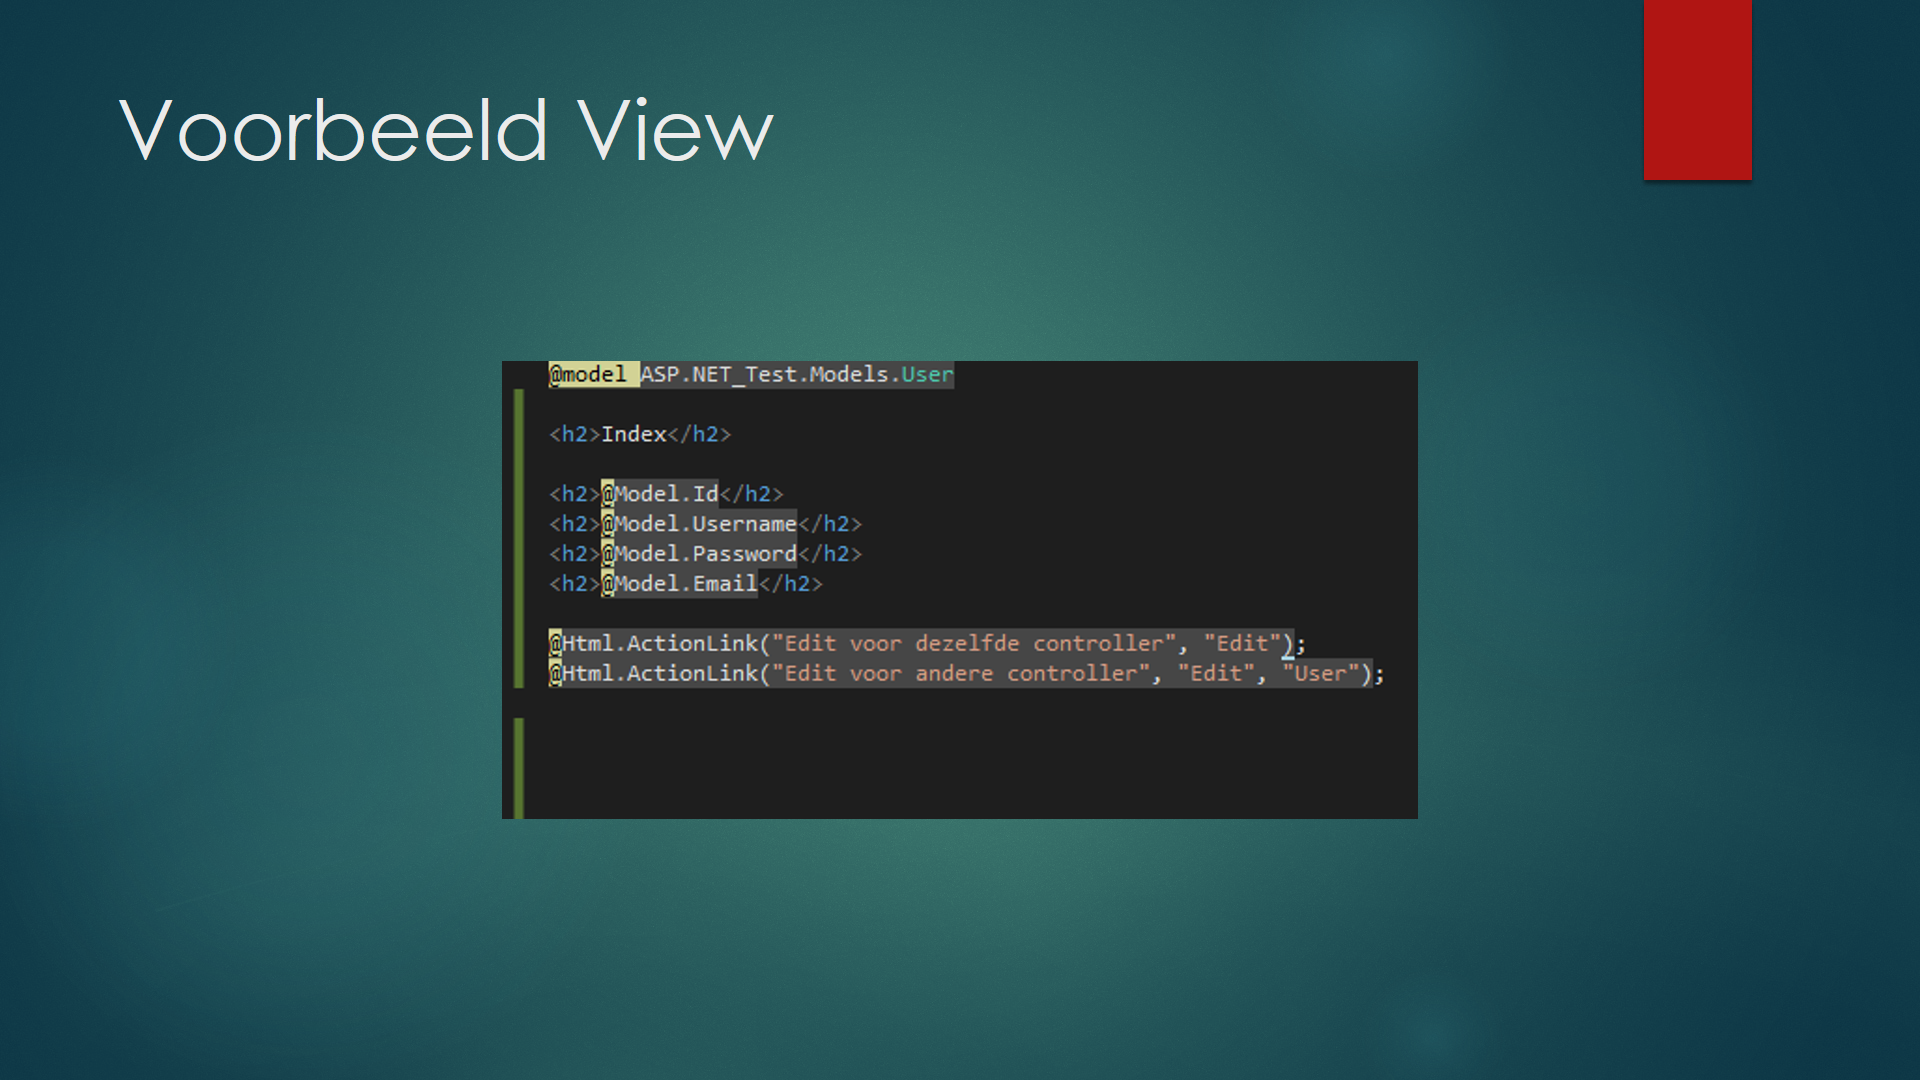 Voorbeeld View
@model ASP.NET_Test.Models.User
<h2>Index</h2>
<h2>@Model.Id</h2>
<h2>@Model.Username</h2>
<h2>@Model.Password</h2>
<h2>@Model.Email</h2>
@Html.ActionLink("Edit voor dezelfde controller", "Edit");
@Html.ActionLink("Edit voor andere controller", "Edit", "User");